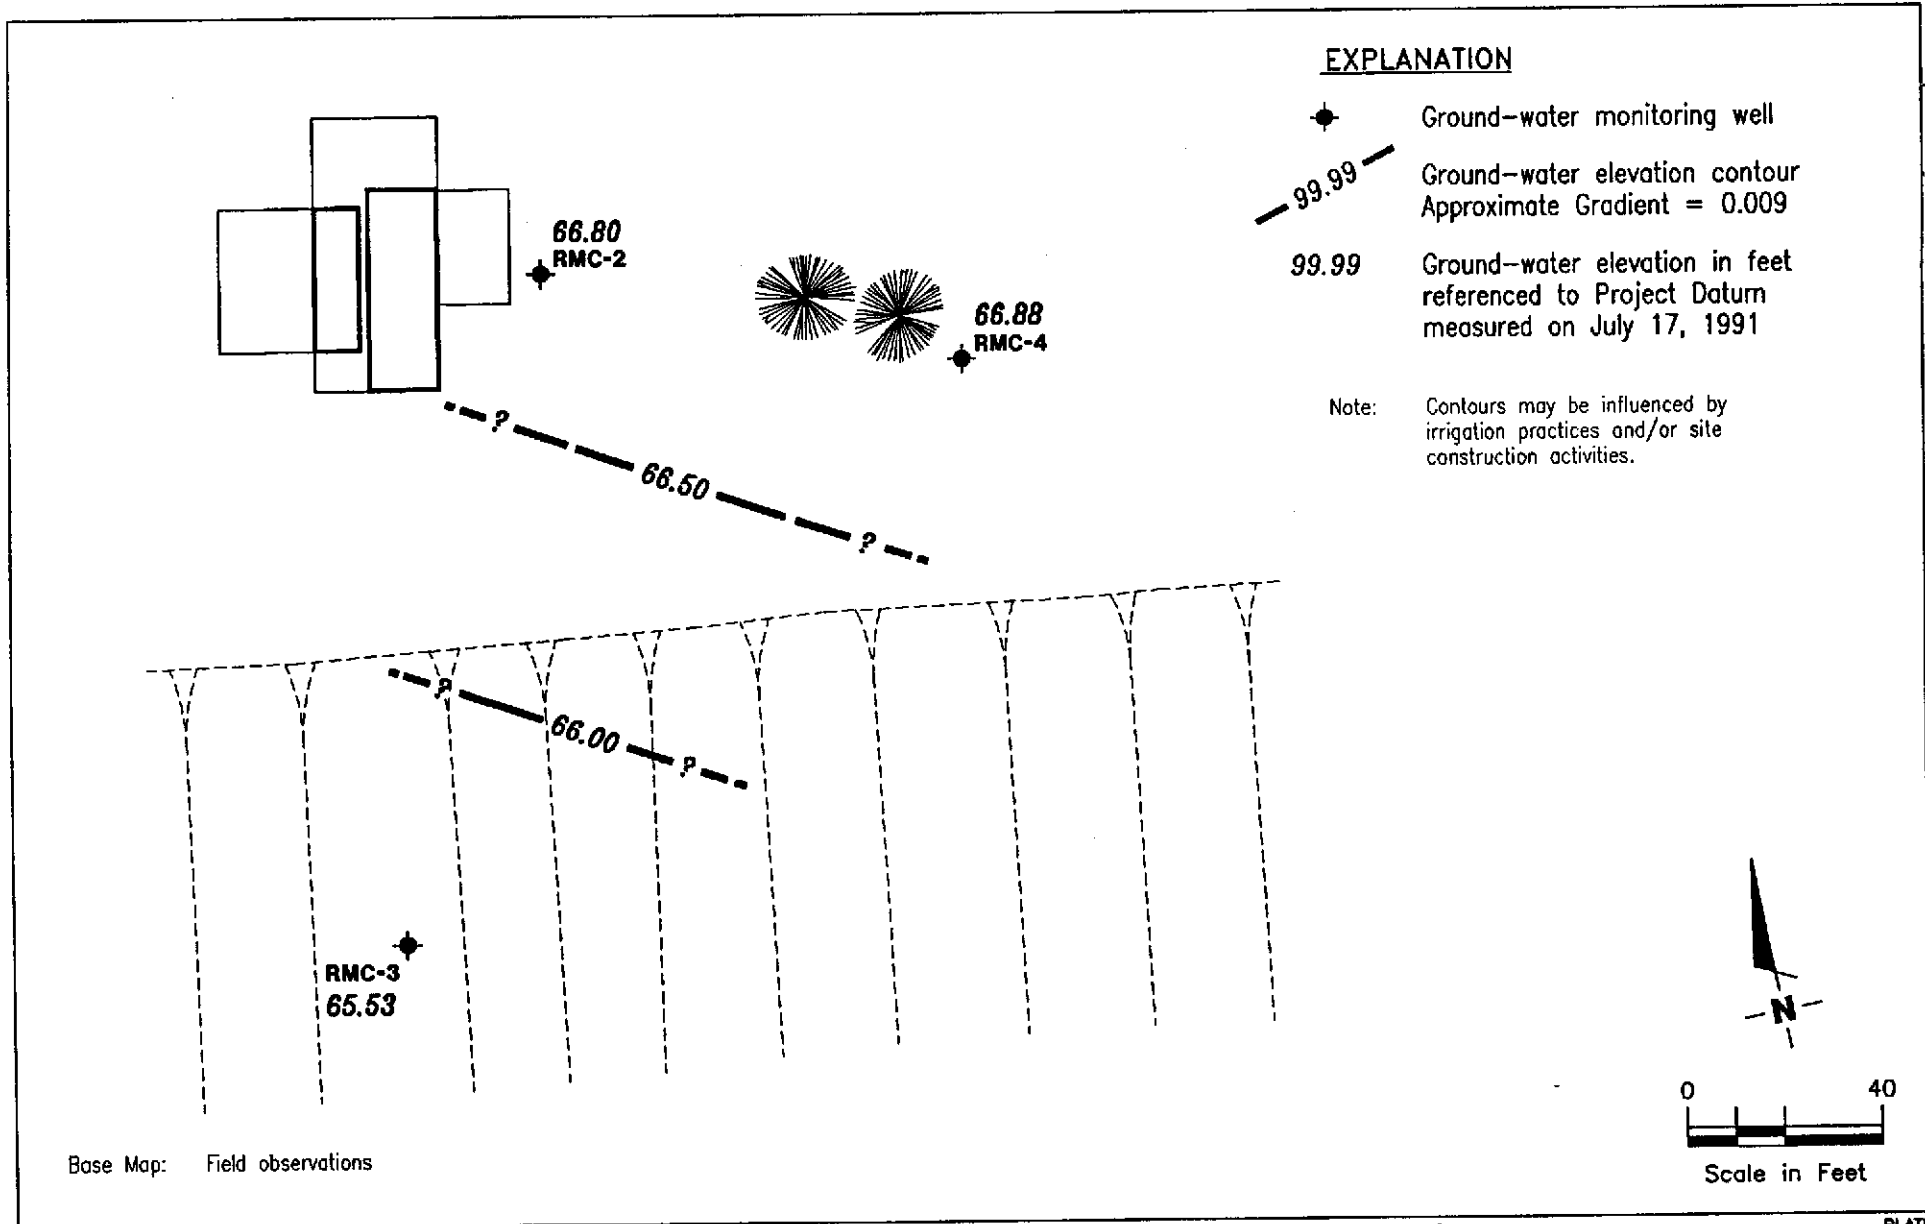 EXPLANATION
Ground-water monitoring well
99.99
Ground-water elevation contour
Approximate Gradient = 0.009
99.99
Ground-water elevation in feet
referenced to Project Datum
measured on July 17, 1991
Note:
Contours may be influenced by
irrigation practices and/or site
construction activities.
66.80
RMC-2
66.88
RMC-4
?
66.50
?
?
66.00
?
RMC-3
65.53
N
0 40
Scale in Feet
Base Map: Field observations